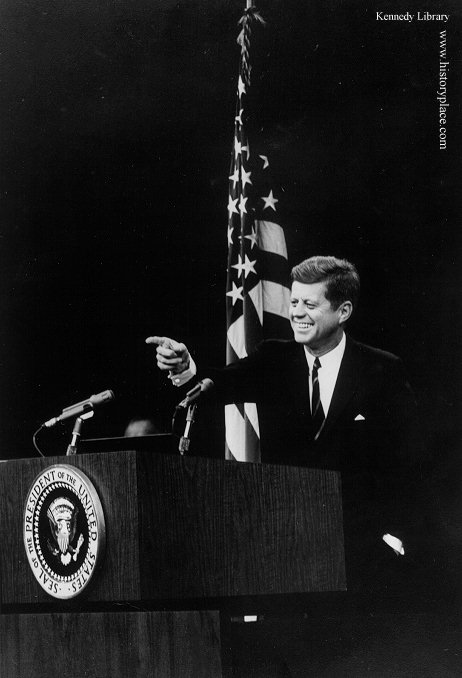 Kennedy Library
www.historyplace.com
SEAL OF THE PRESIDENT OF THE UNITED STATES